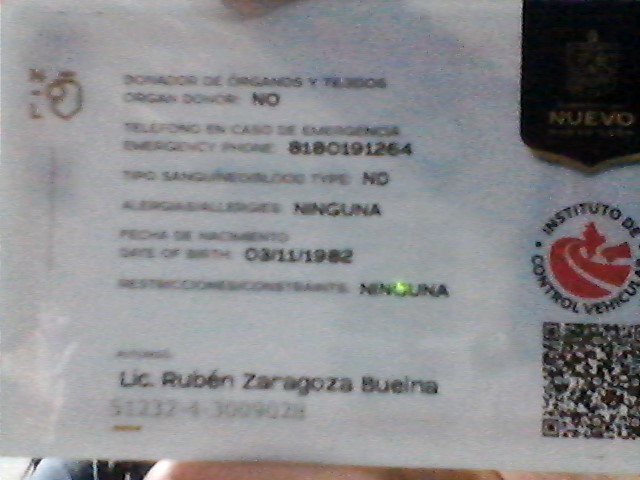 N
L
DONADOR DE ÓRGANOS Y TEJIDOS
ORGAN DONOR: NO
TELÉFONO EN CASO DE EMERGENCIA
EMERGENCY PHONE: 8180191264
TIPO SANGUÍNEO/BLOOD TYPE: NO
ALERGIAS/ALLERGIES: NINGUNA
FECHA DE NACIMIENTO
DATE OF BIRTH: 03/11/1982
RESTRICCIONES/CONSTRAINTS: NINGUNA
Lic. Rubén Zaragoza Buelna
NUEVO
INSTITUTO DE
CONTROL VEHICULAR